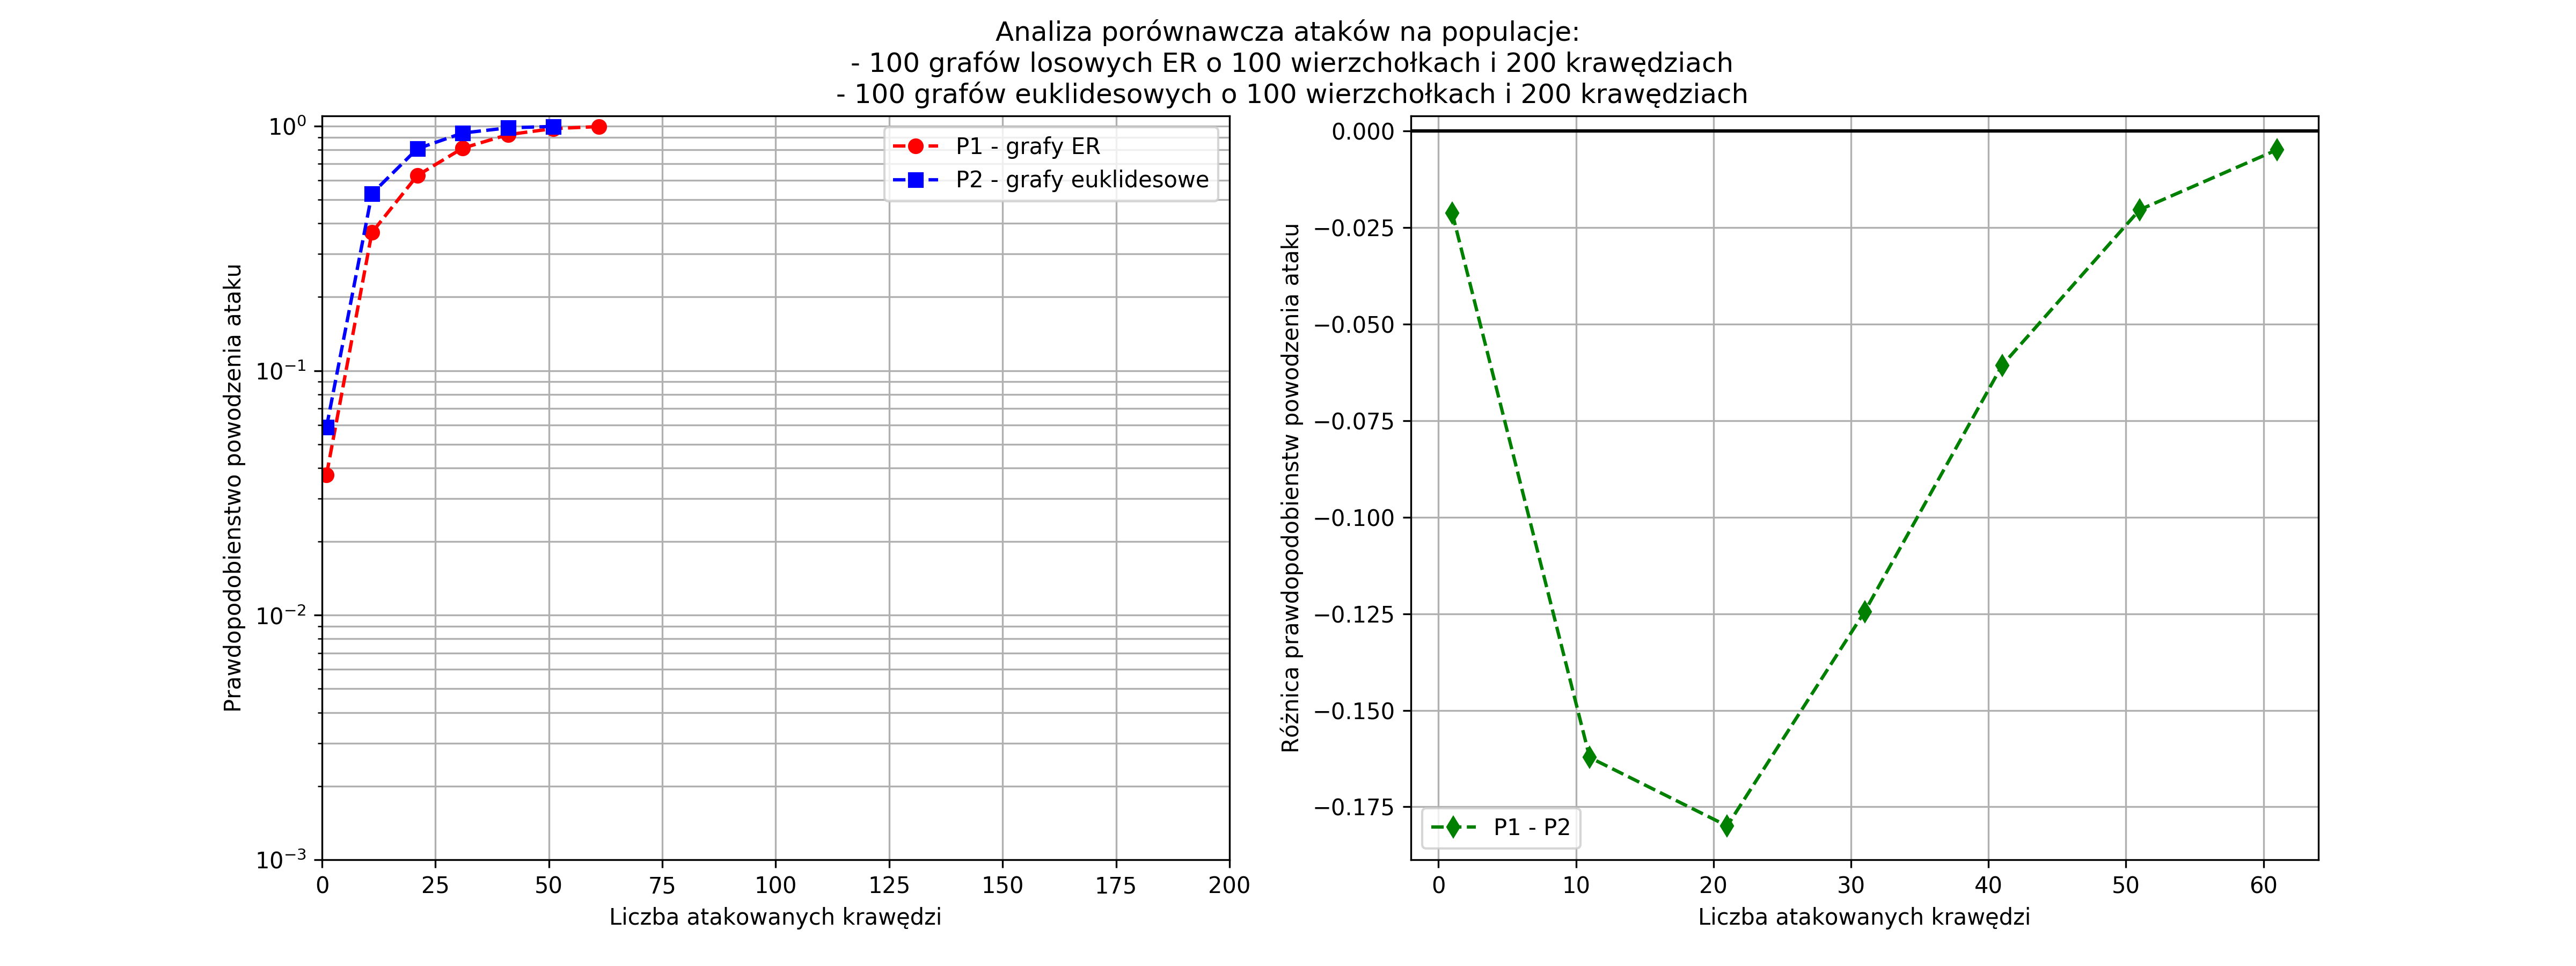 Analiza porównawcza ataków na populacje:
- 100 grafów losowych ER o 100 wierzchołkach i 200 krawędziach
- 100 grafów euklidesowych o 100 wierzchołkach i 200 krawędziach
Prawdopodobienstwo powodzenia ataku
10⁰
10⁻¹
10⁻²
10⁻³
P1 - grafy ER
P2 - grafy euklidesowe
0 25 50 75 100 125 150 175 200
Liczba atakowanych krawędzi
Różnica prawdopodobienstw powodzenia ataku
0.000
−0.025
−0.050
−0.075
−0.100
−0.125
−0.150
−0.175
P1 - P2
0 10 20 30 40 50 60
Liczba atakowanych krawędzi